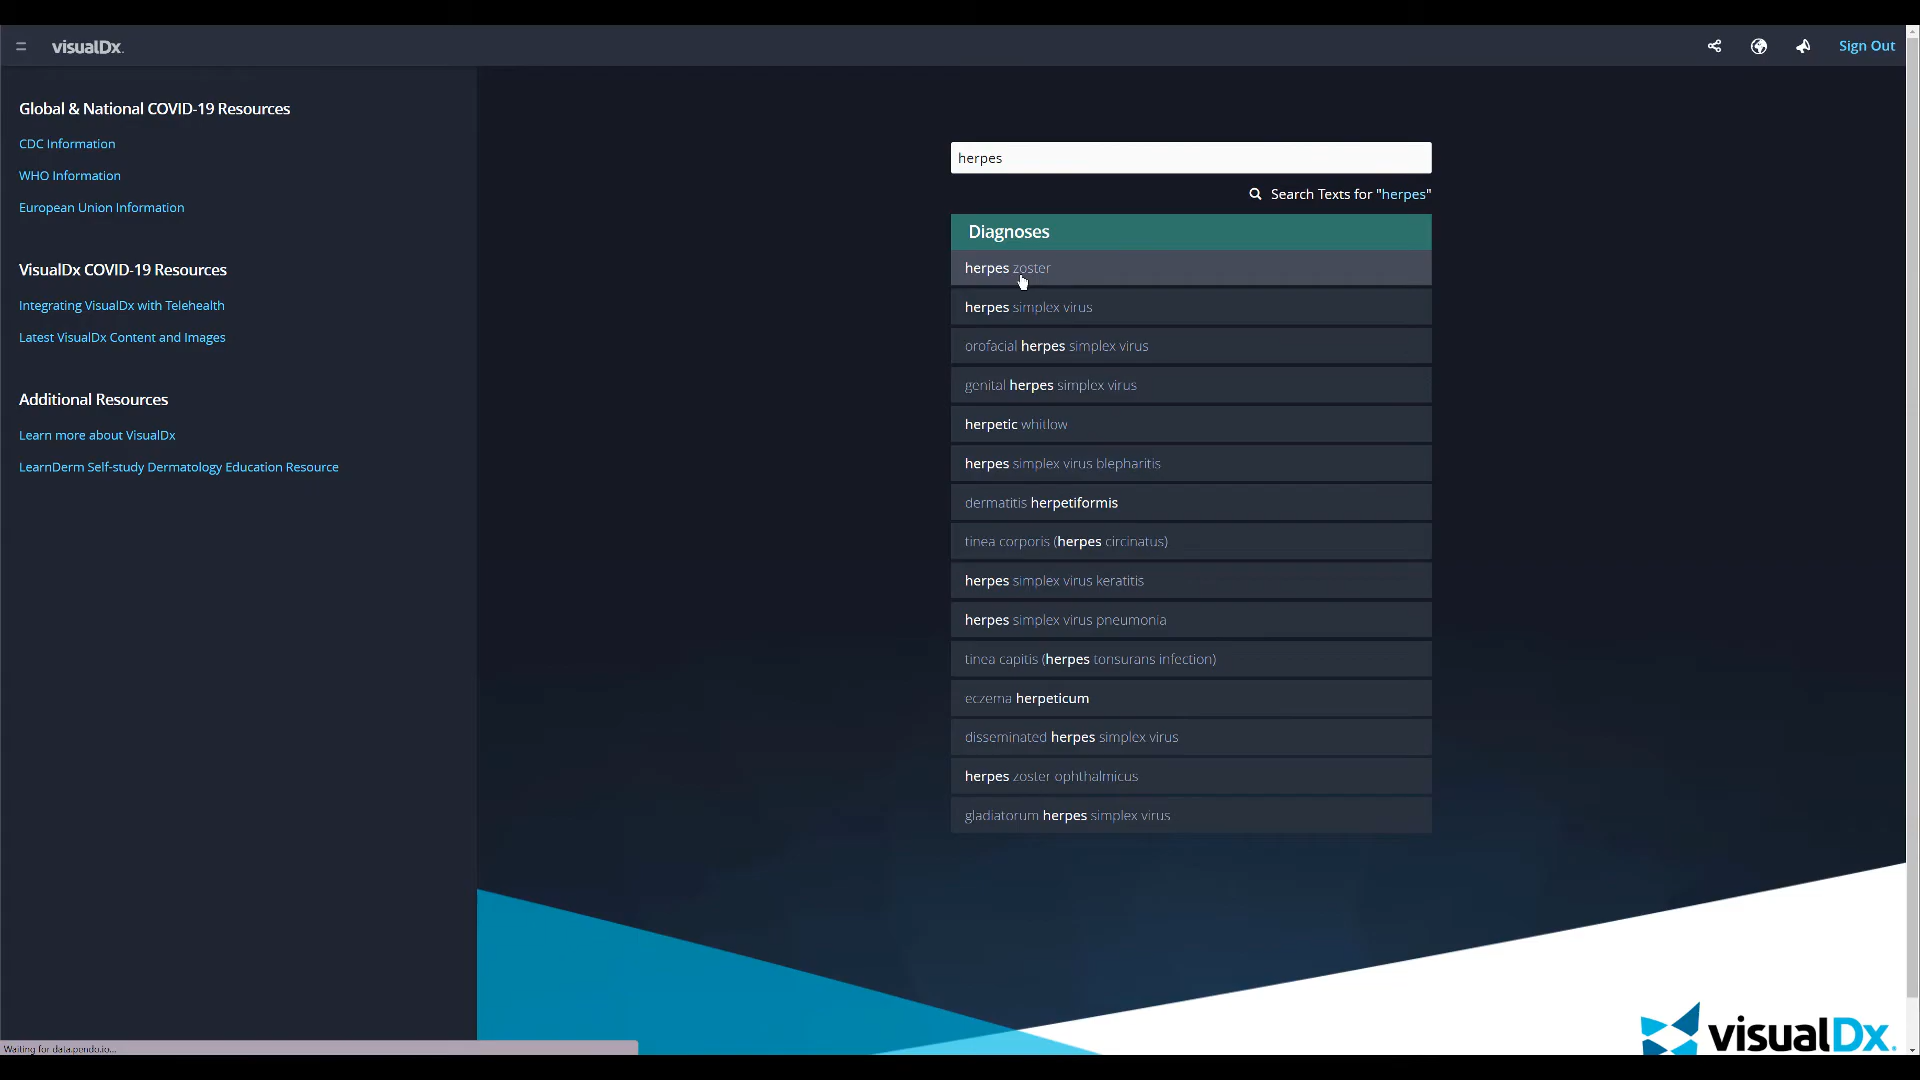 visualDx.
Sign Out
Global & National COVID-19 Resources
CDC Information
WHO Information
European Union Information
VisualDx COVID-19 Resources
Integrating VisualDx with Telehealth
Latest VisualDx Content and Images
Additional Resources
Learn more about VisualDx
LearnDerm Self-study Dermatology Education Resource
herpes
Search Texts for "herpes"
Diagnoses
herpes zoster
herpes simplex virus
orofacial herpes simplex virus
genital herpes simplex virus
herpetic whitlow
herpes simplex virus blepharitis
dermatitis herpetiformis
tinea corporis (herpes circinatus)
herpes simplex virus keratitis
herpes simplex virus pneumonia
tinea capitis (herpes tonsurans infection)
eczema herpeticum
disseminated herpes simplex virus
herpes zoster ophthalmicus
gladiatorum herpes simplex virus
visualDx.
Waiting for data.pendo.io...